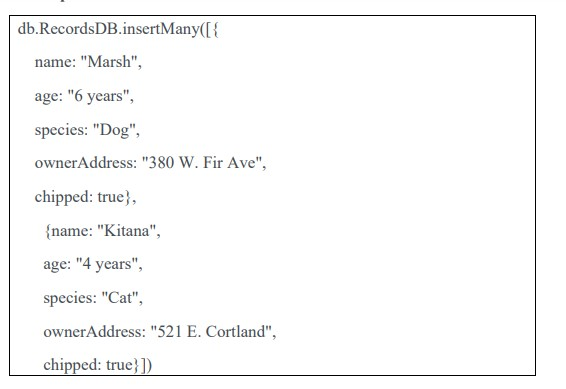 db.RecordsDB.insertMany([{
name: "Marsh",
age: "6 years",
species: "Dog",
ownerAddress: "380 W. Fir Ave",
chipped: true},
{name: "Kitana",
age: "4 years",
species: "Cat",
ownerAddress: "521 E. Cortland",
chipped: true}])